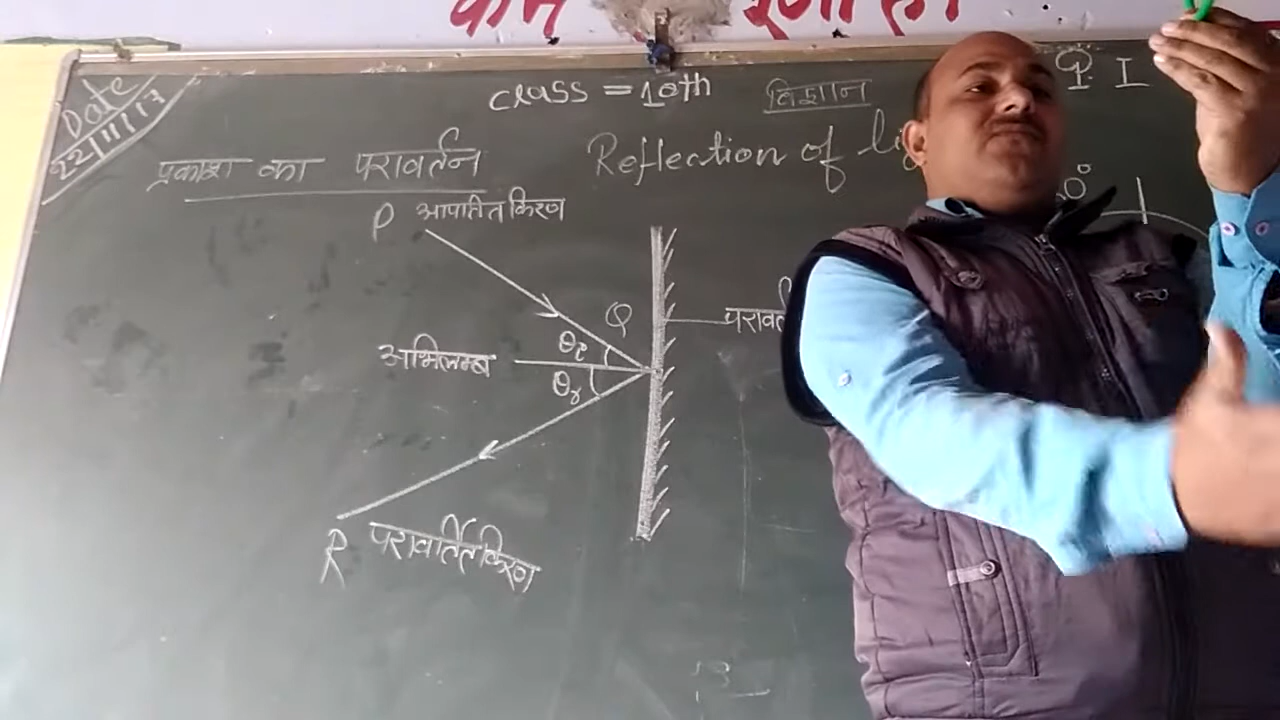 Date
22/11/17
class = 10th
विज्ञान
Q. I
प्रकाश का परावर्तन
Reflection of
P आपातित किरण
Q
θi
अभिलम्ब
θr
R परावर्तित किरण